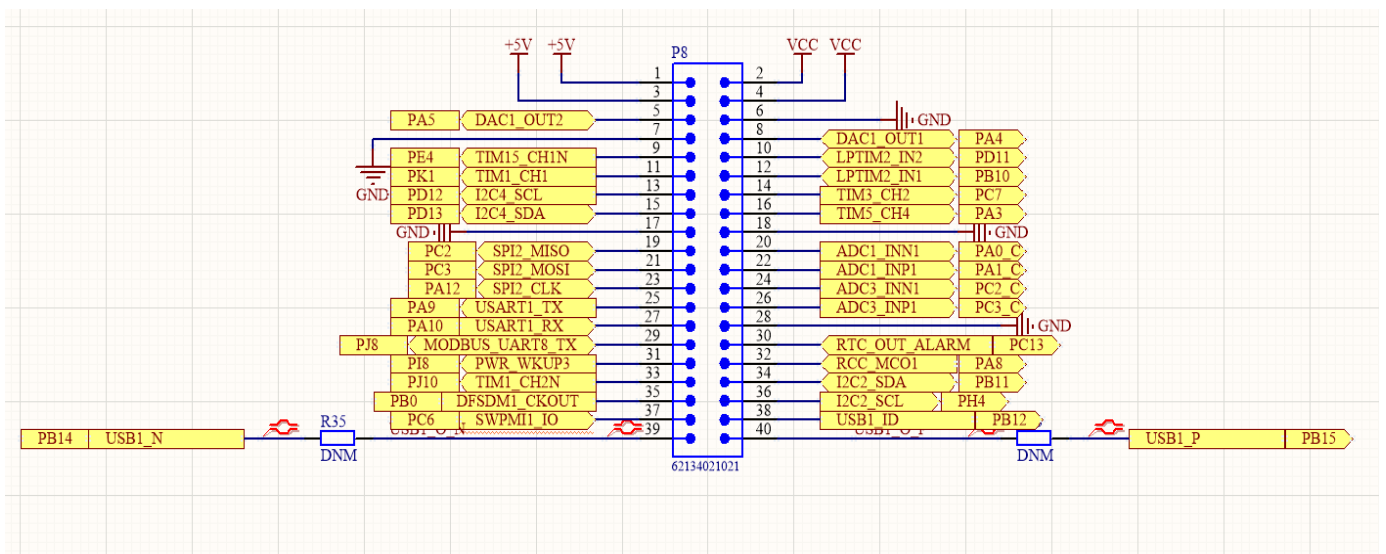 +5V +5V VCC VCC
P8
1 2
3 4
PA5 DAC1_OUT2 5 6 GND
7 8 DAC1_OUT1 PA4
PE4 TIM15_CH1N 9 10 LPTIM2_IN2 PD11
PK1 TIM1_CH1 11 12 LPTIM2_IN1 PB10
GND PD12 I2C4_SCL 13 14 TIM3_CH2 PC7
PD13 I2C4_SDA 15 16 TIM5_CH4 PA3
GND 17 18 GND
PC2 SPI2_MISO 19 20 ADC1_INN1 PA0_C
PC3 SPI2_MOSI 21 22 ADC1_INP1 PA1_C
PA12 SPI2_CLK 23 24 ADC3_INN1 PC2_C
PA9 USART1_TX 25 26 ADC3_INP1 PC3_C
PA10 USART1_RX 27 28 GND
PJ8 MODBUS_UART8_TX 29 30 RTC_OUT_ALARM PC13
PI8 PWR_WKUP3 31 32 RCC_MCO1 PA8
PJ10 TIM1_CH2N 33 34 I2C2_SDA PB11
PB0 DFSDM1_CKOUT 35 36 I2C2_SCL PH4
R35 PC6 SWPMI1_IO 37 38 USB1_ID PB12
PB14 USB1_N 39 40 USB1_P PB15
DNM DNM
62134021021